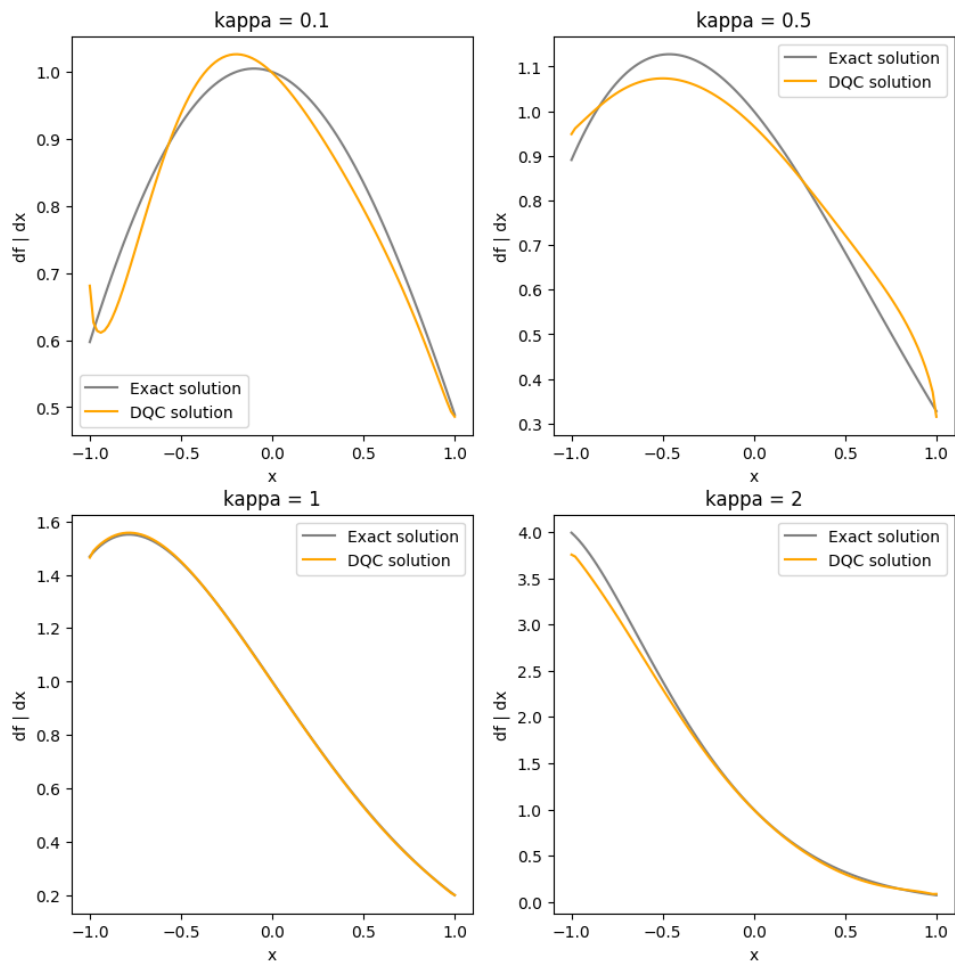 kappa = 0.1
1.0
0.9
0.8
0.7
0.6
0.5
df | dx
Exact solution
DQC solution
−1.0 −0.5 0.0 0.5 1.0
x
kappa = 0.5
1.1
1.0
0.9
0.8
0.7
0.6
0.5
0.4
0.3
df | dx
Exact solution
DQC solution
−1.0 −0.5 0.0 0.5 1.0
x
kappa = 1
1.6
1.4
1.2
1.0
0.8
0.6
0.4
0.2
df | dx
Exact solution
DQC solution
−1.0 −0.5 0.0 0.5 1.0
x
kappa = 2
4.0
3.5
3.0
2.5
2.0
1.5
1.0
0.5
0.0
df | dx
Exact solution
DQC solution
−1.0 −0.5 0.0 0.5 1.0
x